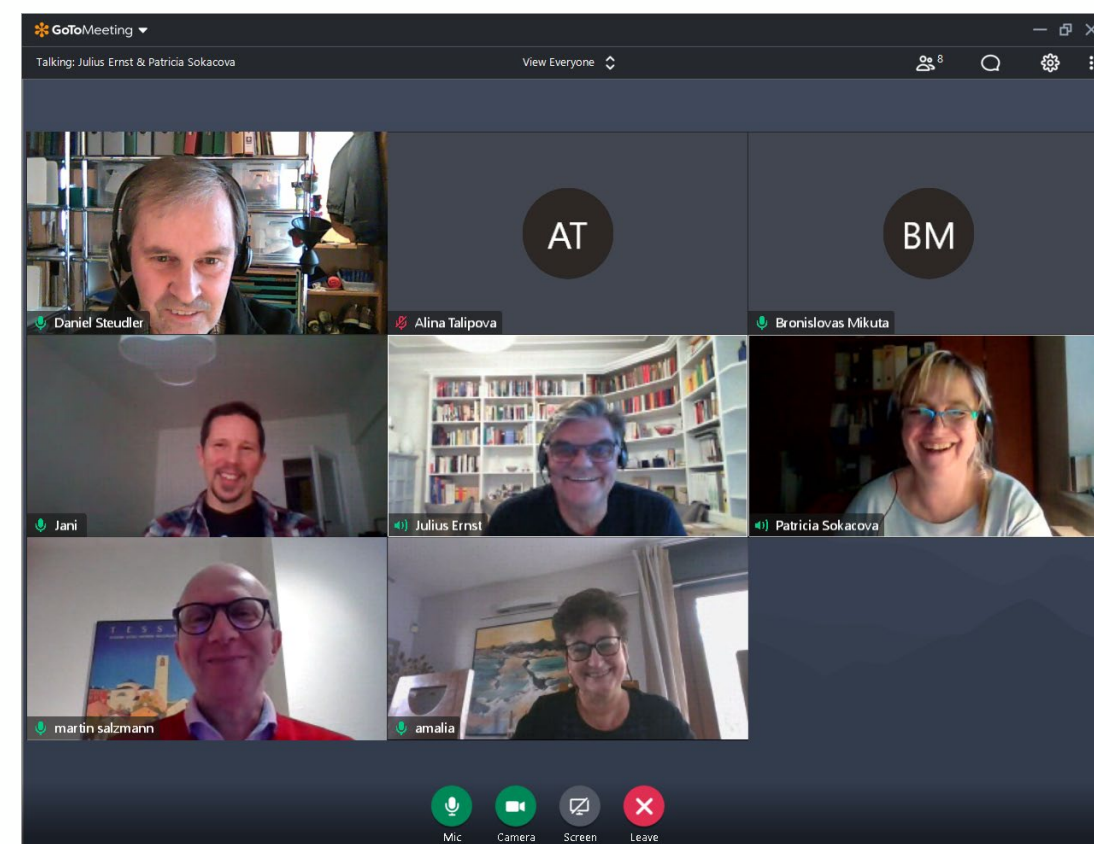 GoToMeeting
Talking: Julius Ernst & Patricia Sokacova
View Everyone
8
AT
BM
Daniel Steudler
Alina Talipova
Bronislovas Mikuta
Jani
Julius Ernst
Patricia Sokacova
T E S S
martin salzmann
amalia
Mic
Camera
Screen
Leave